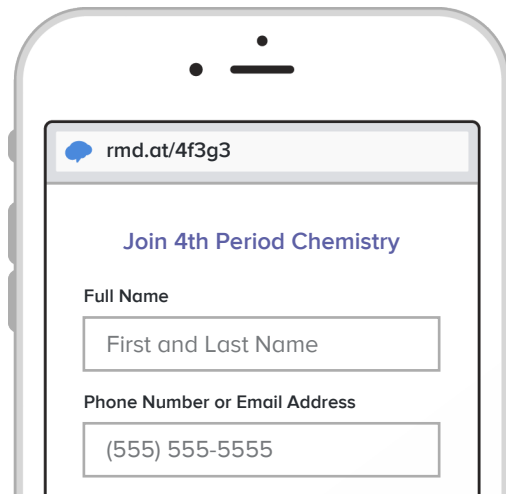 rmd.at/4f3g3
Join 4th Period Chemistry
Full Name
First and Last Name
Phone Number or Email Address
(555) 555-5555